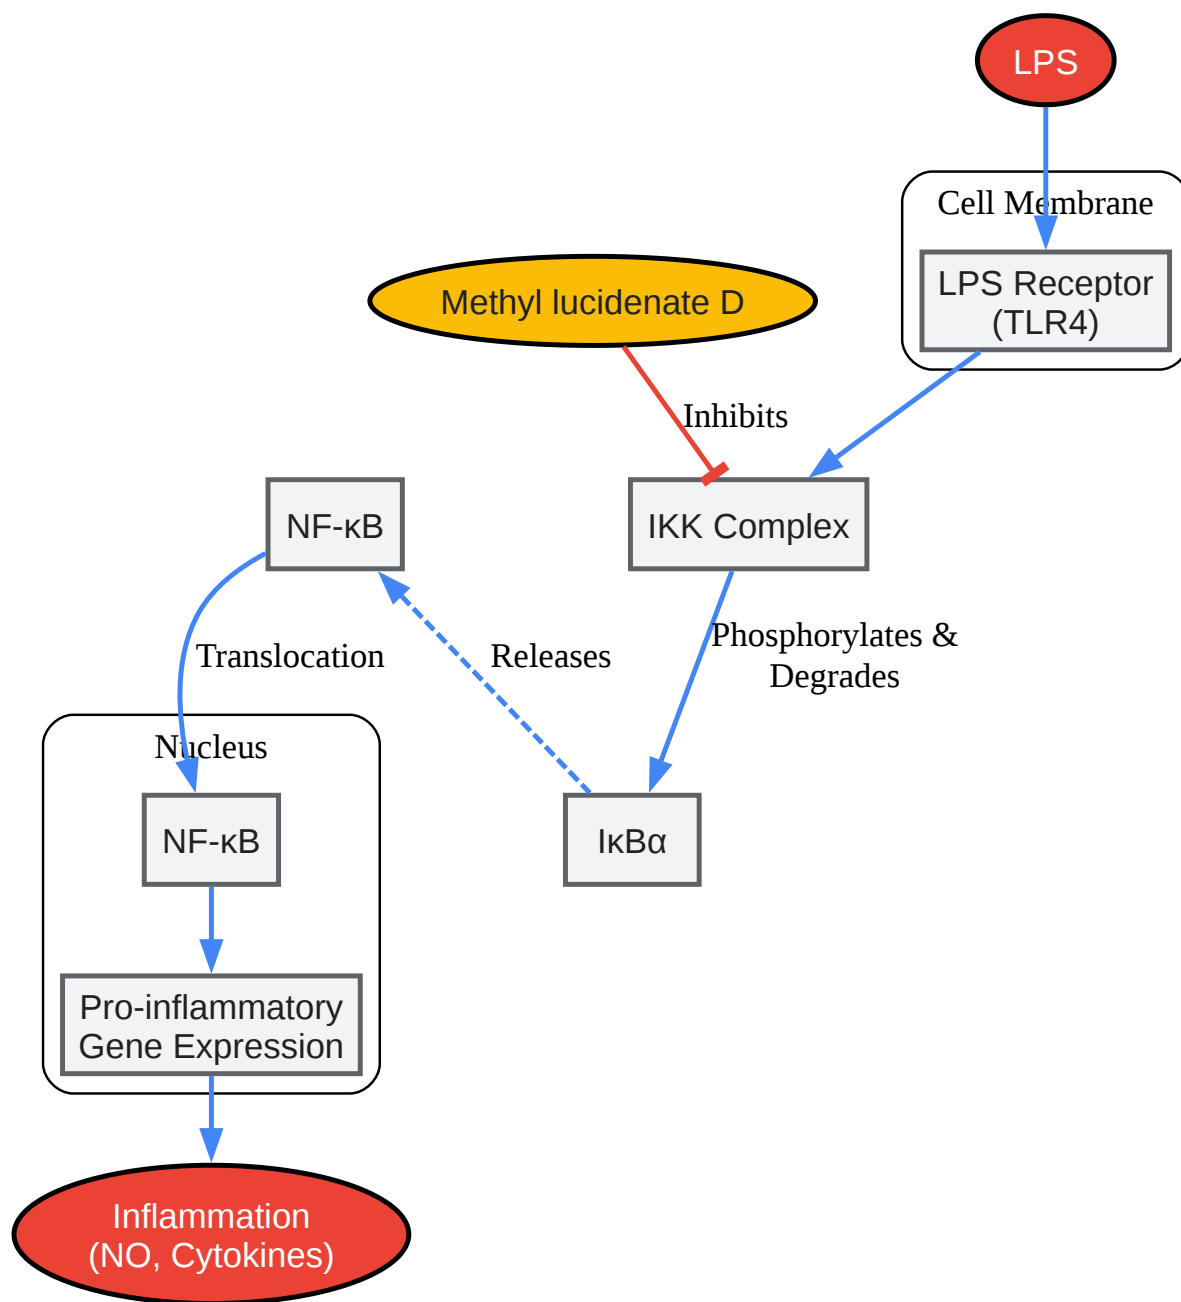 LPS
Cell Membrane
LPS Receptor
(TLR4)
Methyl lucidenate D
Inhibits
NF-κB
IKK Complex
Translocation
Releases
Phosphorylates &
Degrades
Nucleus
NF-κB
IκBα
Pro-inflammatory
Gene Expression
Inflammation
(NO, Cytokines)